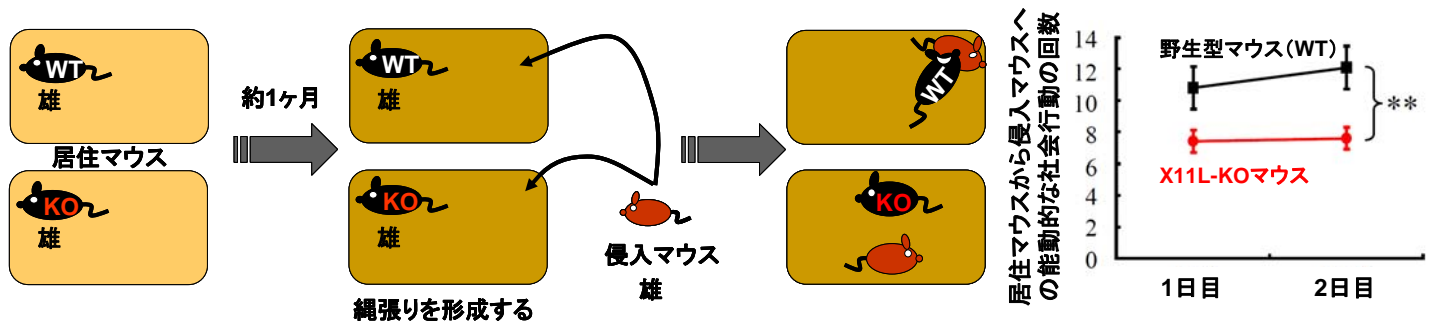 WT
雄
居住マウス
KO
雄
約1ヶ月
WT
雄
KO
雄
縄張りを形成する
侵入マウス
雄
WT
KO
居住マウスから侵入マウスへ
の能動的な社会行動の回数
14
12
10
8
6
4
2
0
野生型マウス(WT)
**
X11L-KOマウス
1日目
2日目